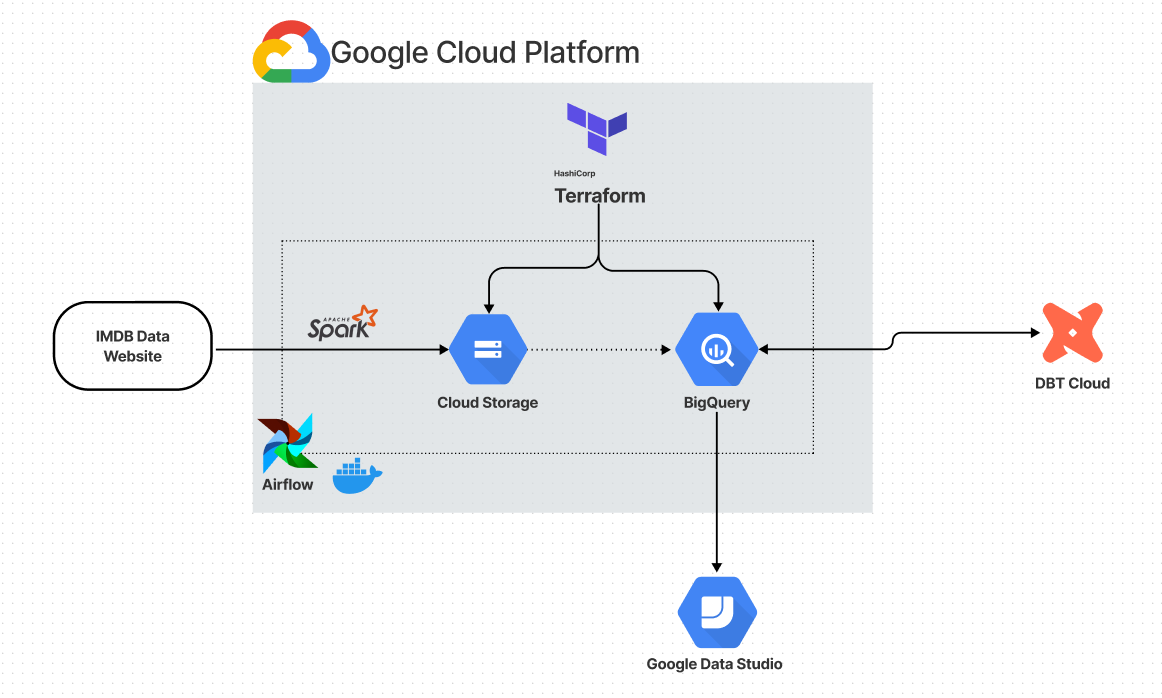 Google Cloud Platform
HashiCorp
Terraform
IMDB Data
Website
APACHE
Spark
Cloud Storage
BigQuery
DBT Cloud
Airflow
Google Data Studio